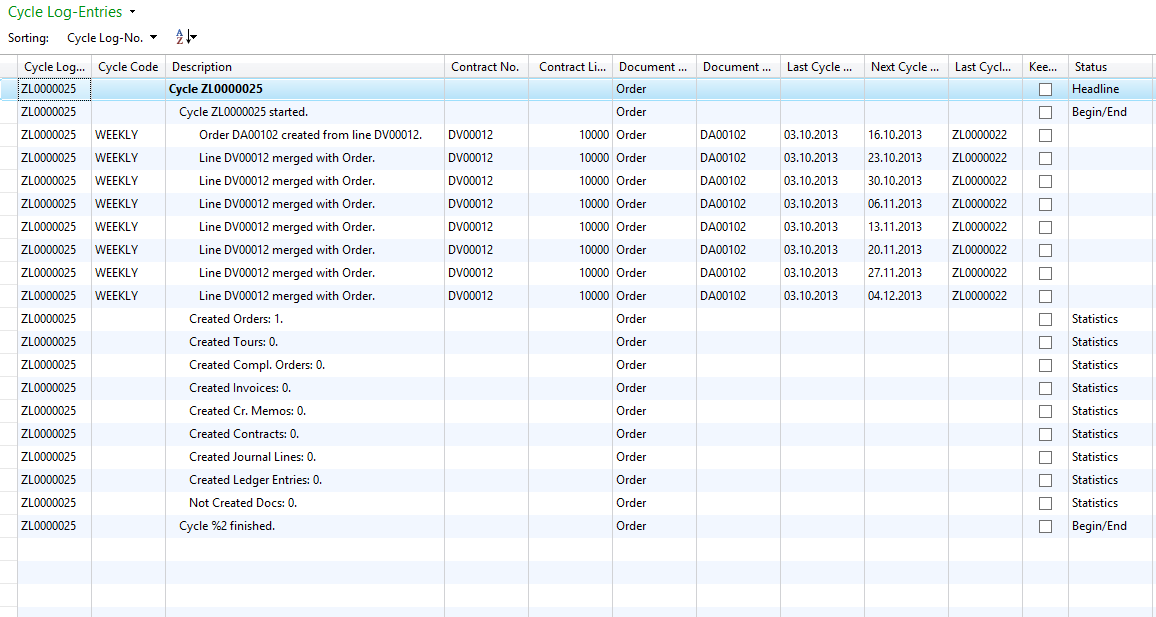 Cycle Log-Entries
Sorting: Cycle Log-No. A Z
Cycle Log... Cycle Code Description Contract No. Contract Li... Document ... Document ... Last Cycle ... Next Cycle ... Last Cycl... Kee... Status
ZL0000025 Cycle ZL0000025 Order Headline
ZL0000025 Cycle ZL0000025 started. Order Begin/End
ZL0000025 WEEKLY Order DA00102 created from line DV00012. DV00012 10000 Order DA00102 03.10.2013 16.10.2013 ZL0000022
ZL0000025 WEEKLY Line DV00012 merged with Order. DV00012 10000 Order DA00102 03.10.2013 23.10.2013 ZL0000022
ZL0000025 WEEKLY Line DV00012 merged with Order. DV00012 10000 Order DA00102 03.10.2013 30.10.2013 ZL0000022
ZL0000025 WEEKLY Line DV00012 merged with Order. DV00012 10000 Order DA00102 03.10.2013 06.11.2013 ZL0000022
ZL0000025 WEEKLY Line DV00012 merged with Order. DV00012 10000 Order DA00102 03.10.2013 13.11.2013 ZL0000022
ZL0000025 WEEKLY Line DV00012 merged with Order. DV00012 10000 Order DA00102 03.10.2013 20.11.2013 ZL0000022
ZL0000025 WEEKLY Line DV00012 merged with Order. DV00012 10000 Order DA00102 03.10.2013 27.11.2013 ZL0000022
ZL0000025 WEEKLY Line DV00012 merged with Order. DV00012 10000 Order DA00102 03.10.2013 04.12.2013 ZL0000022
ZL0000025 Created Orders: 1. Order Statistics
ZL0000025 Created Tours: 0. Order Statistics
ZL0000025 Created Compl. Orders: 0. Order Statistics
ZL0000025 Created Invoices: 0. Order Statistics
ZL0000025 Created Cr. Memos: 0. Order Statistics
ZL0000025 Created Contracts: 0. Order Statistics
ZL0000025 Created Journal Lines: 0. Order Statistics
ZL0000025 Created Ledger Entries: 0. Order Statistics
ZL0000025 Not Created Docs: 0. Order Statistics
ZL0000025 Cycle %2 finished. Order Begin/End